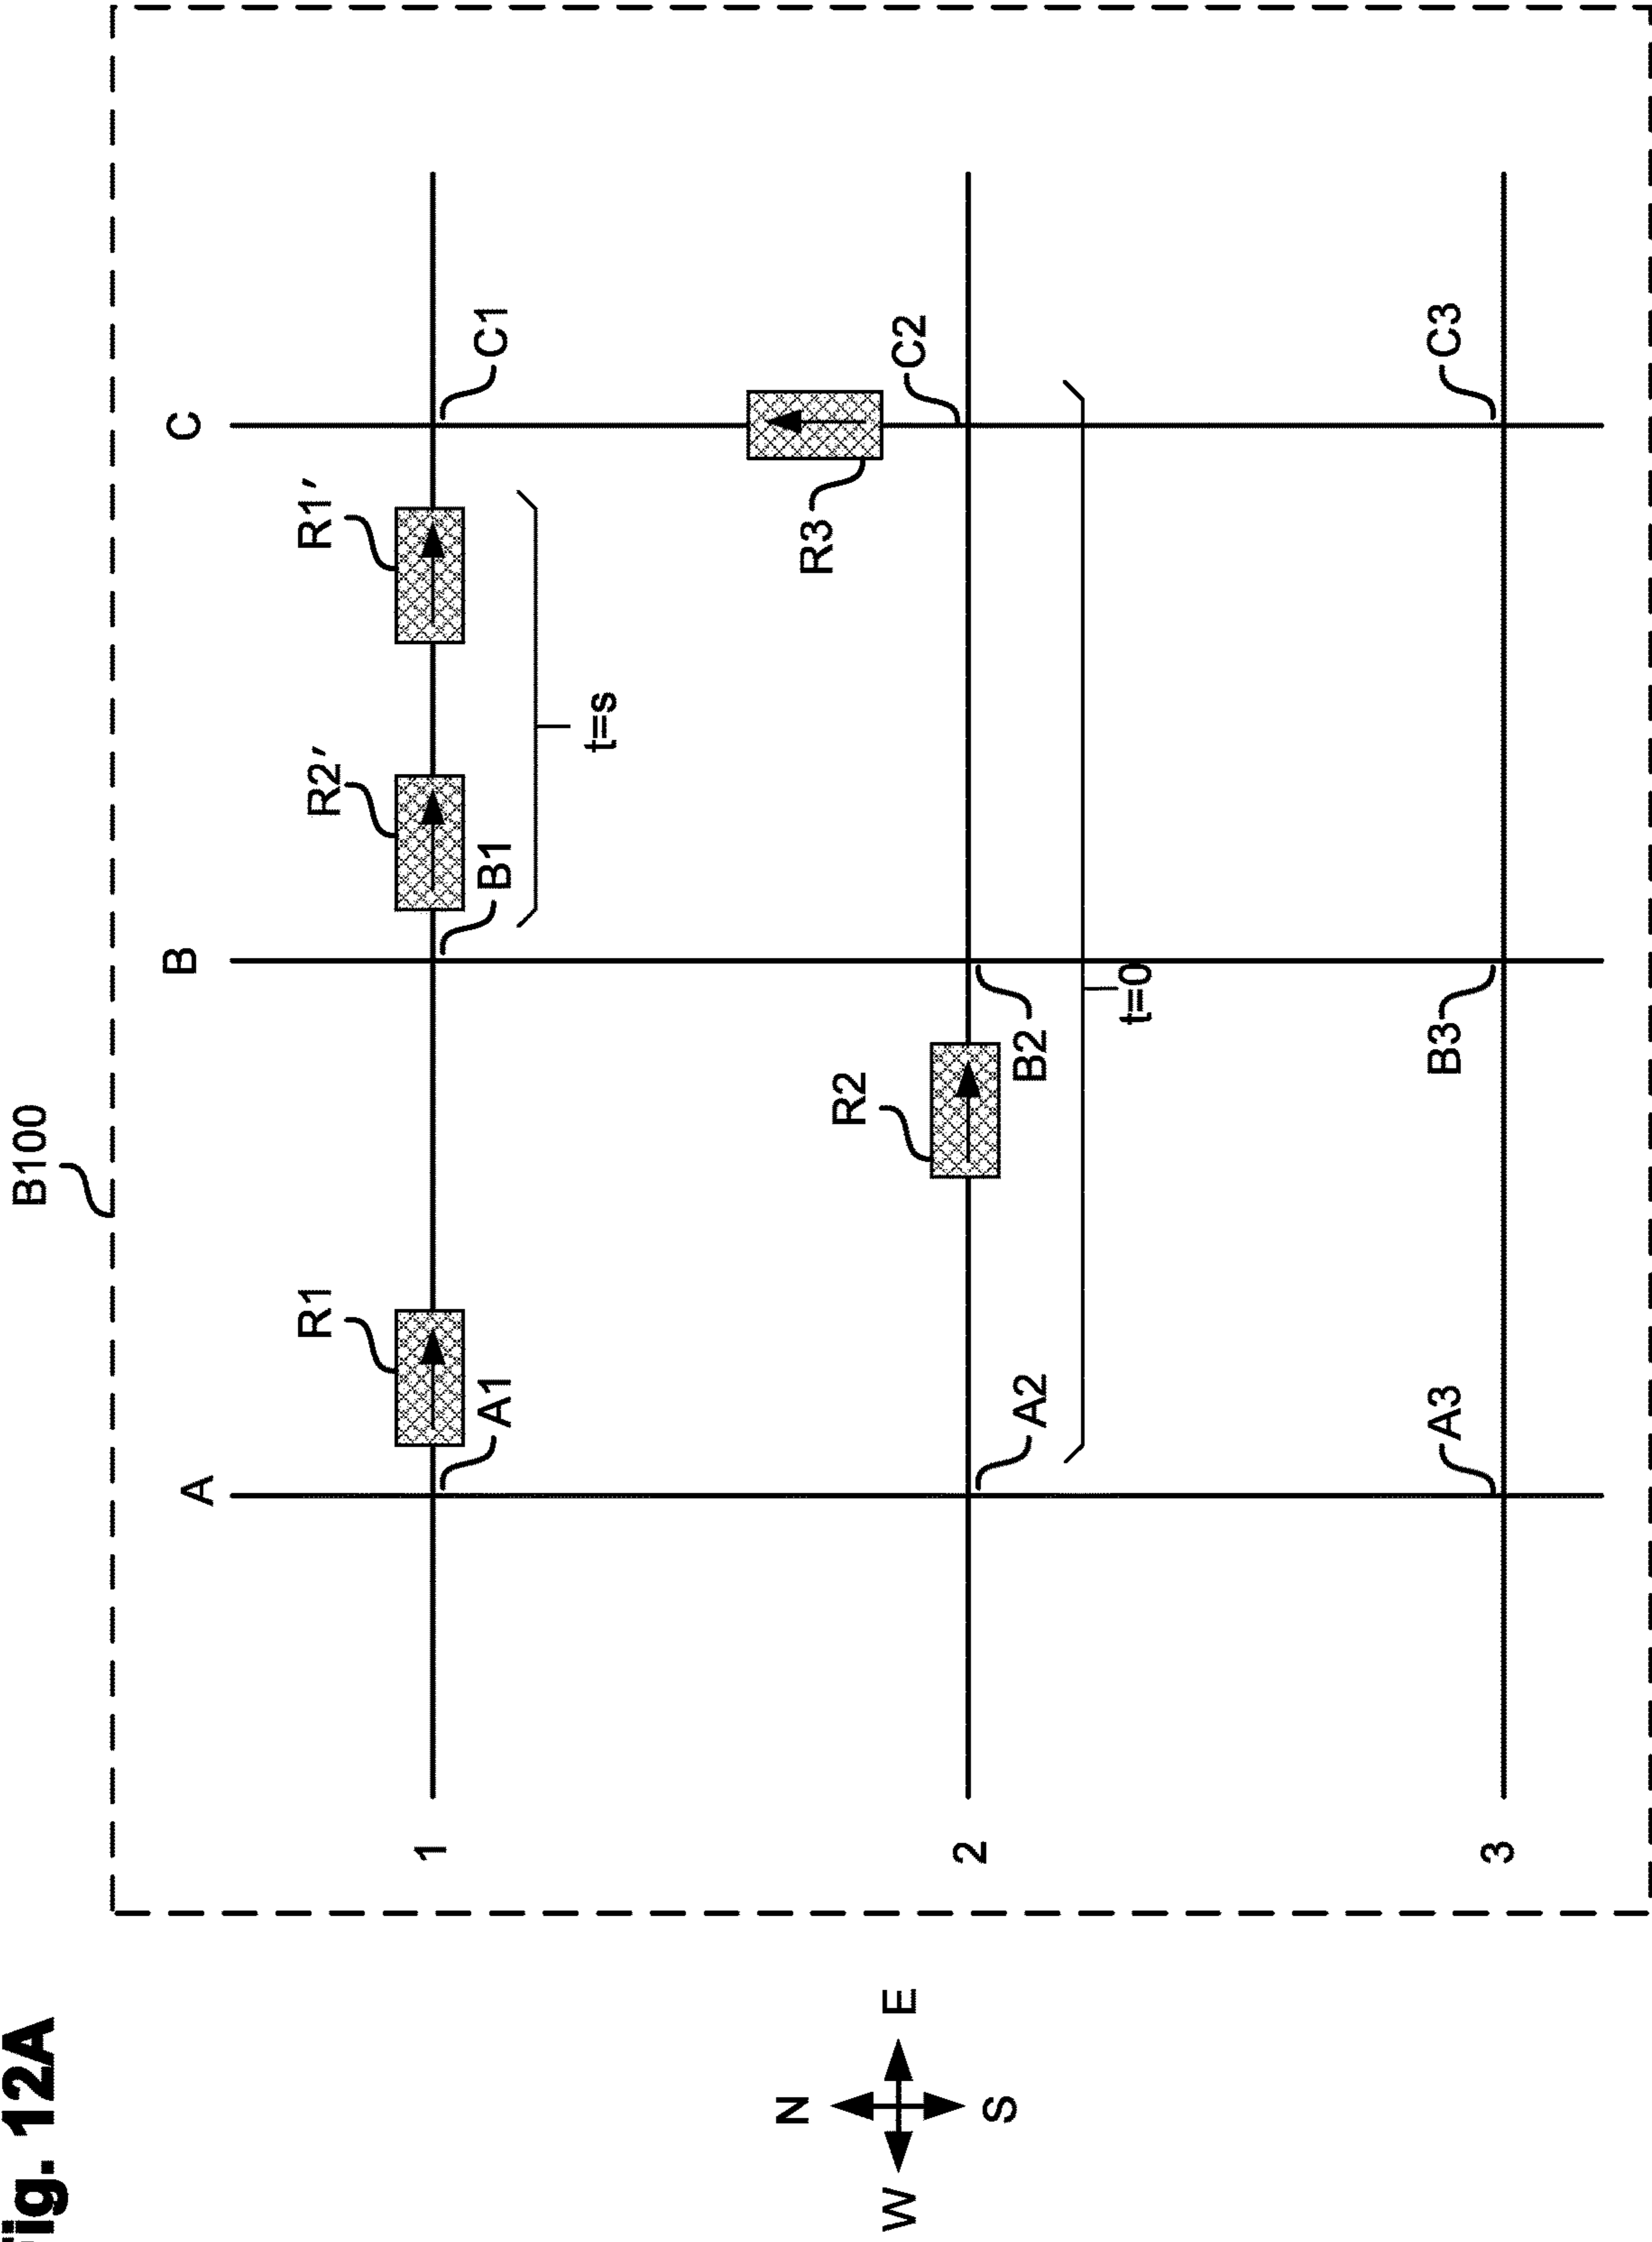 Fig. 12A
B100
A
B
C
R1
R2′
R1′
1
A1
B1
C1
t=s
N
W
E
S
R2
R3
C2
2
A2
B2
t=0
A3
B3
C3
3